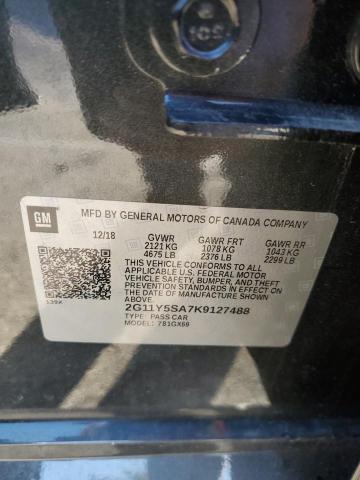 GM
MFD BY GENERAL MOTORS OF CANADA COMPANY
12/18 GVWR GAWR FRT GAWR RR
2121 KG 1078 KG 1043 KG
4675 LB 2376 LB 2299 LB
THIS VEHICLE CONFORMS TO ALL
APPLICABLE U.S. FEDERAL MOTOR
VEHICLE SAFETY, BUMPER, AND THEFT
PREVENTION STANDARDS IN EFFECT ON
THE DATE OF MANUFACTURE SHOWN ABOVE.
2G11Y5SA7K9127488
TYPE: PASS CAR
MODEL: 781GX69